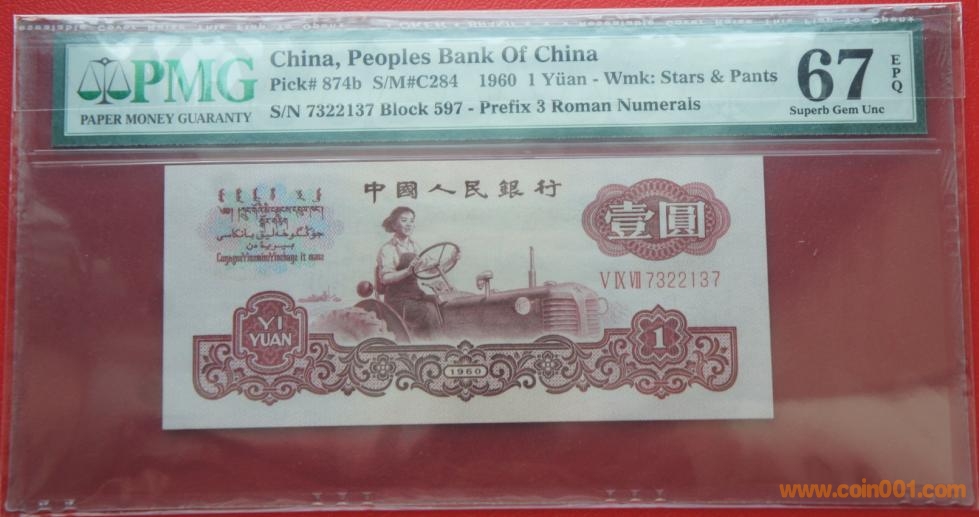 PMG
PAPER MONEY GUARANTY
China, Peoples Bank Of China
Pick# 874b S/M#C284 1960 1 Yüan - Wmk: Stars & Pants
S/N 7322137 Block 597 - Prefix 3 Roman Numerals
67 EPQ
Superb Gem Unc
中國人民銀行
壹圓
V IX VII 7322137
YI
YUAN
1960
1
www.coin001.com